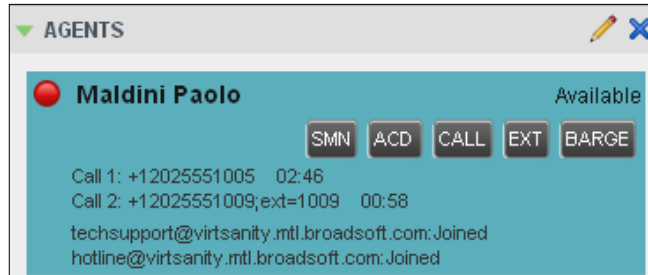 AGENTS
Maldini Paolo Available
SMN ACD CALL EXT BARGE
Call 1: +12025551005 02:46
Call 2: +12025551009;ext=1009 00:58
techsupport@virtsanity.mtl.broadsoft.com:Joined
hotline@virtsanity.mtl.broadsoft.com:Joined